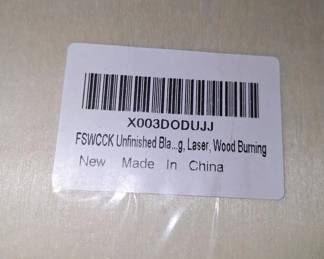 X003DODUJJ
FSWCCK Unfinished Bla...g, Laser, Wood Burning
New Made In China